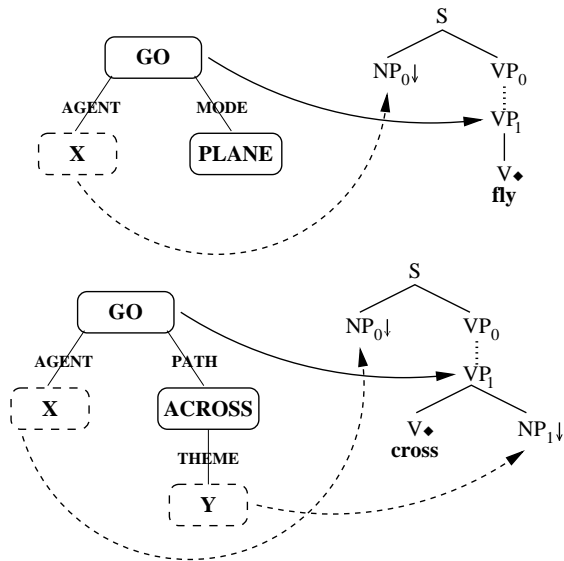 S
GO
NP0↓ VP0
AGENT MODE
VP1
X PLANE
V◆
fly
S
GO
NP0↓ VP0
AGENT PATH
VP1
X ACROSS
V◆ NP1↓
cross
THEME
Y